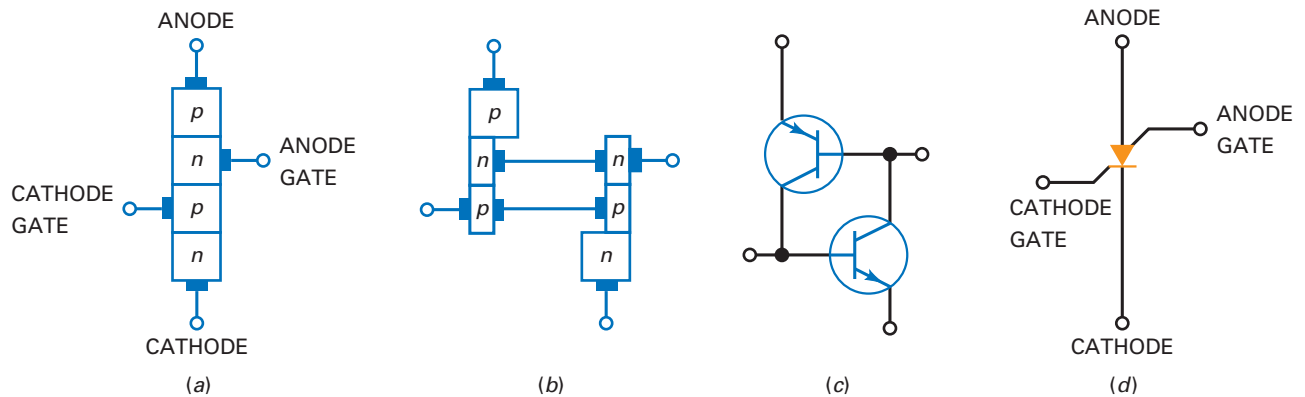 ANODE
p
n
p
n
ANODE
GATE
CATHODE
GATE
CATHODE
(a)
p
n
p
n
p
n
(b)
(c)
ANODE
ANODE
GATE
CATHODE
GATE
CATHODE
(d)